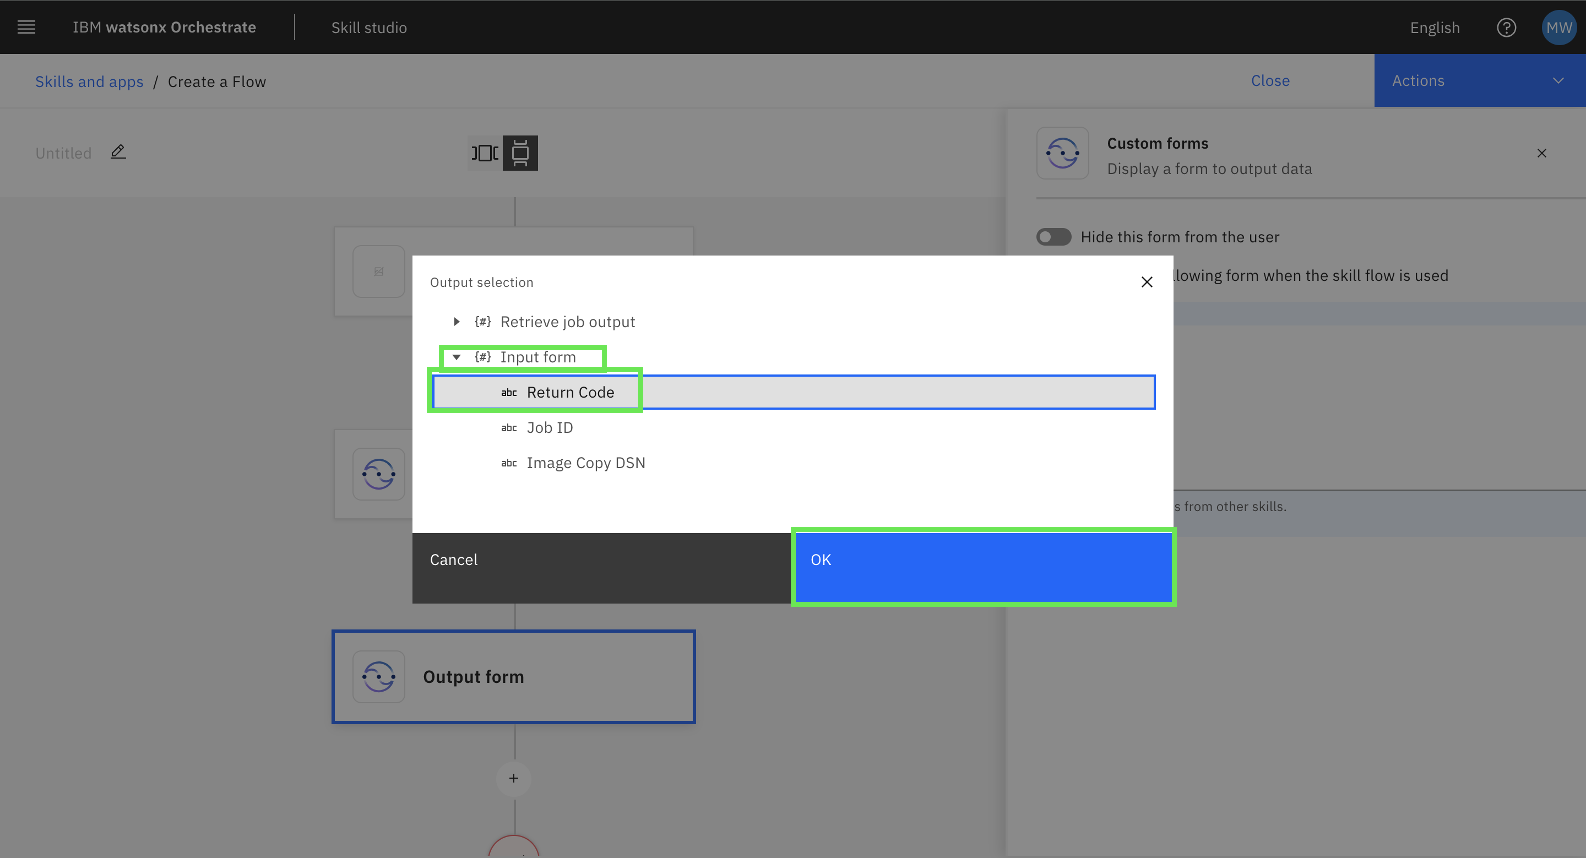 IBM watsonx Orchestrate
Skill studio
English
MW
Skills and apps / Create a Flow
Close
Actions
Untitled
Custom forms
Display a form to output data
Hide this form from the user
llowing form when the skill flow is used
Output selection
{#} Retrieve job output
{#} Input form
abc Return Code
abc Job ID
abc Image Copy DSN
s from other skills.
Cancel
OK
Output form